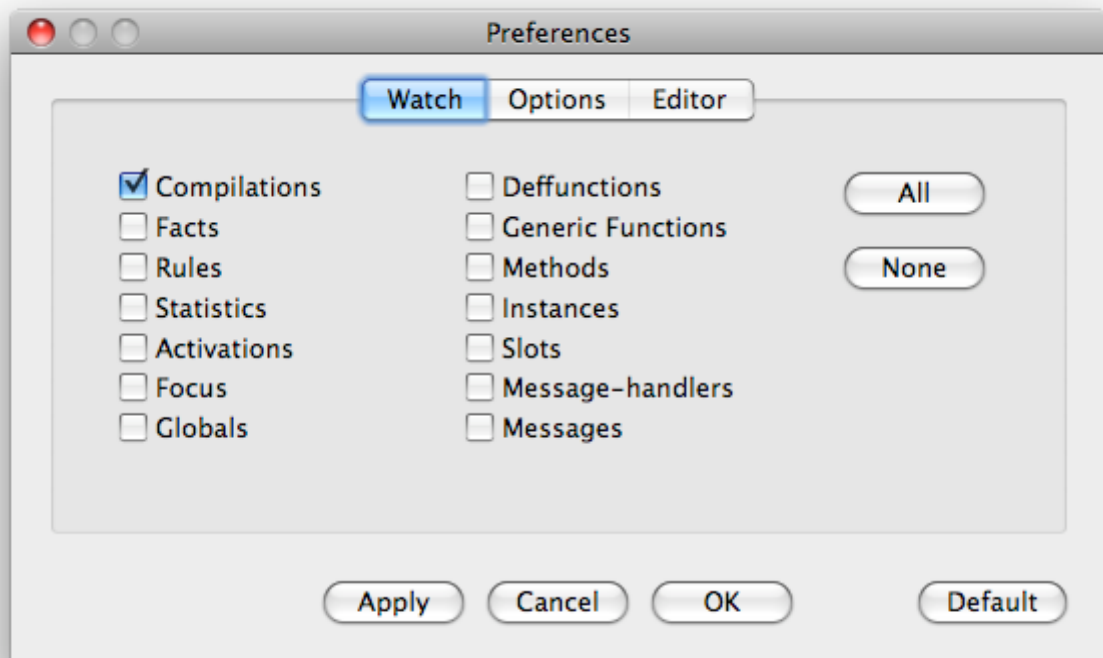 Preferences
Watch Options Editor
Compilations Deffunctions All
Facts Generic Functions
Rules Methods None
Statistics Instances
Activations Slots
Focus Message-handlers
Globals Messages
Apply Cancel OK Default